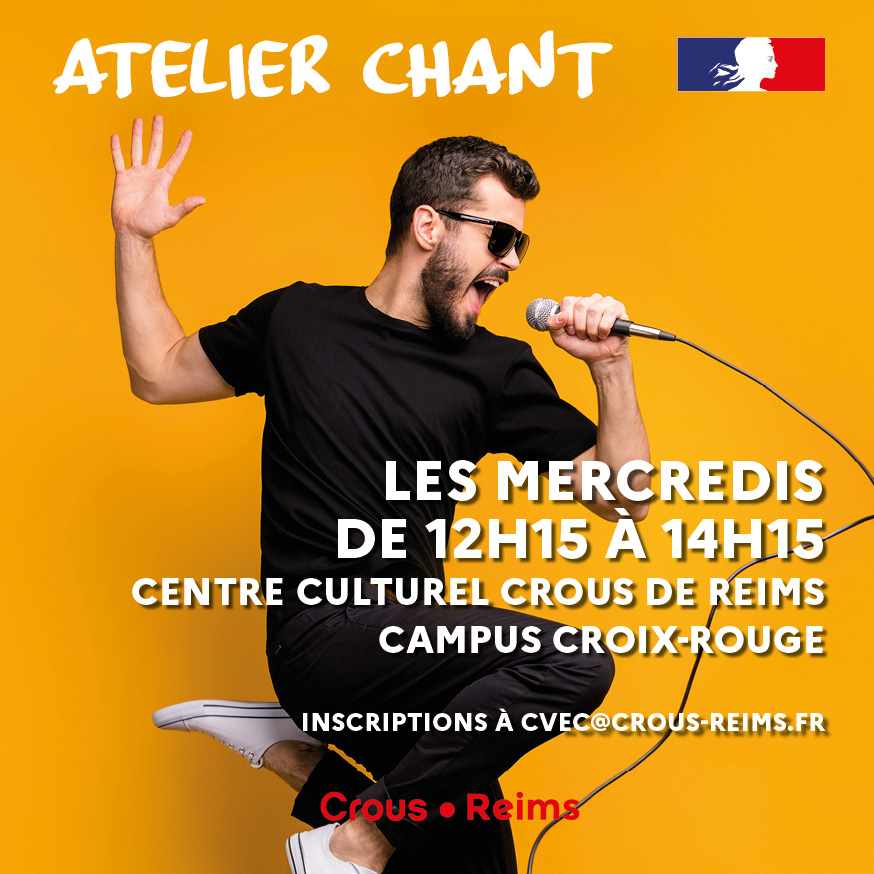 ATELIER CHANT
LES MERCREDIS
DE 12H15 À 14H15
CENTRE CULTUREL CROUS DE REIMS
CAMPUS CROIX-ROUGE
INSCRIPTIONS À CVEC@CROUS-REIMS.FR
Crous • Reims